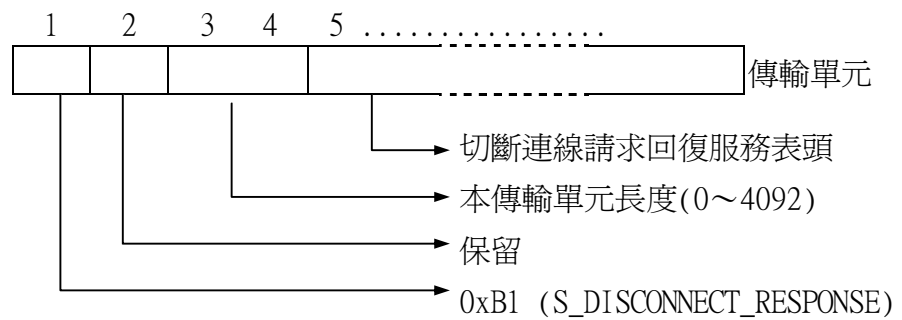 1 2 3 4 5 ................
傳輸單元
切斷連線請求回復服務表頭
本傳輸單元長度(0～4092)
保留
0xB1 (S_DISCONNECT_RESPONSE)